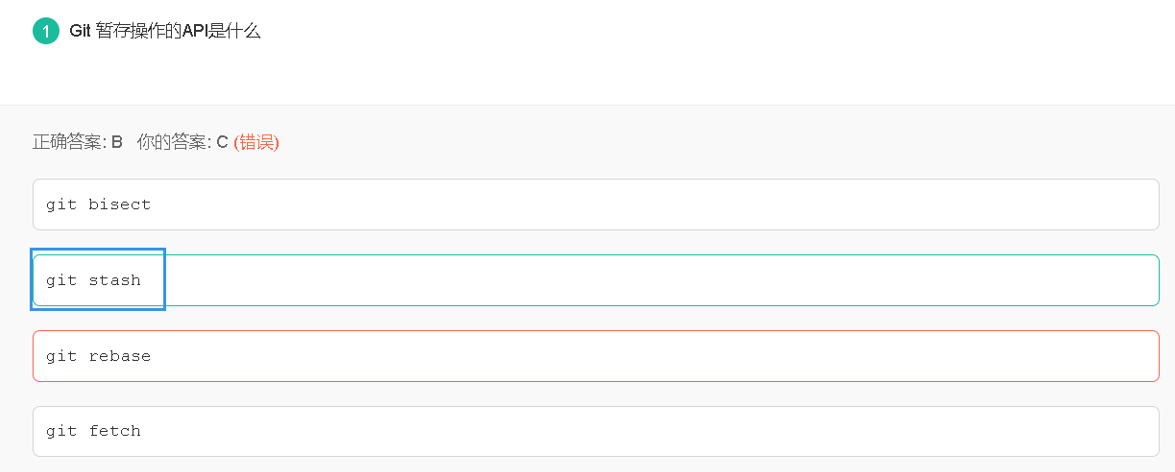 1 Git 暂存操作的API是什么
正确答案: B 你的答案: C (错误)
git bisect
git stash
git rebase
git fetch